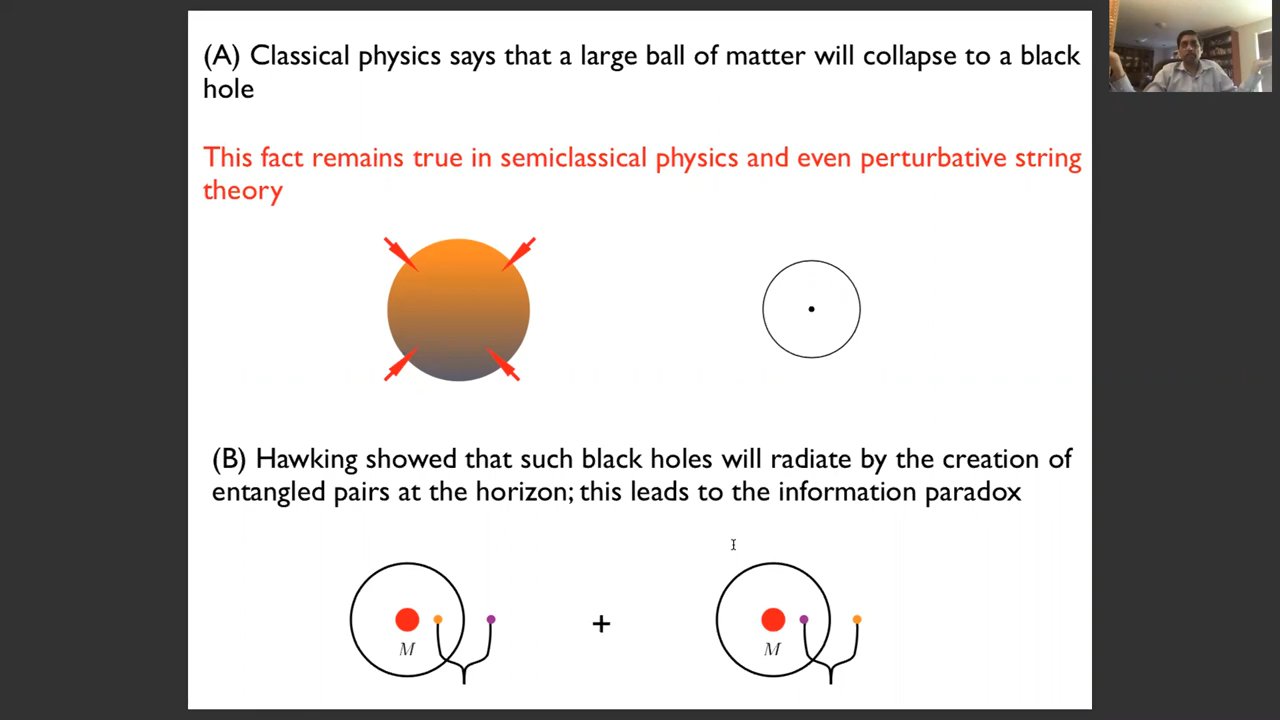 (A) Classical physics says that a large ball of matter will collapse to a black
hole
This fact remains true in semiclassical physics and even perturbative string
theory
(B) Hawking showed that such black holes will radiate by the creation of
entangled pairs at the horizon; this leads to the information paradox
+
M
M